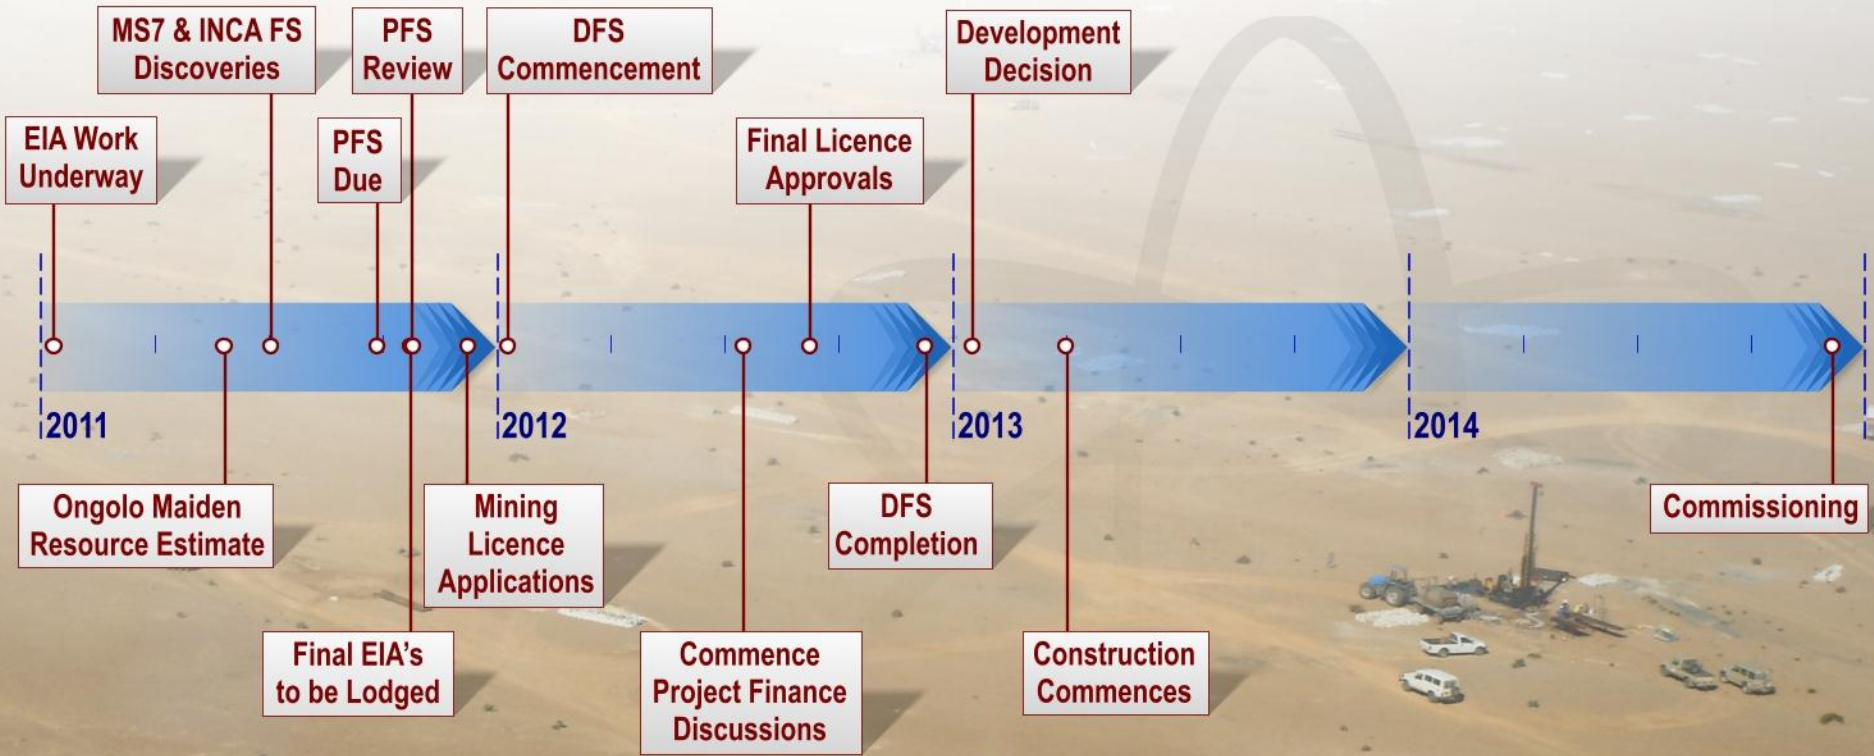 MS7 & INCA FS
Discoveries
PFS
Review
DFS
Commencement
Development
Decision
EIA Work
Underway
PFS
Due
Final Licence
Approvals
2011
2012
2013
2014
Ongolo Maiden
Resource Estimate
Mining
Licence
Applications
DFS
Completion
Commissioning
Final EIA's
to be Lodged
Commence
Project Finance
Discussions
Construction
Commences